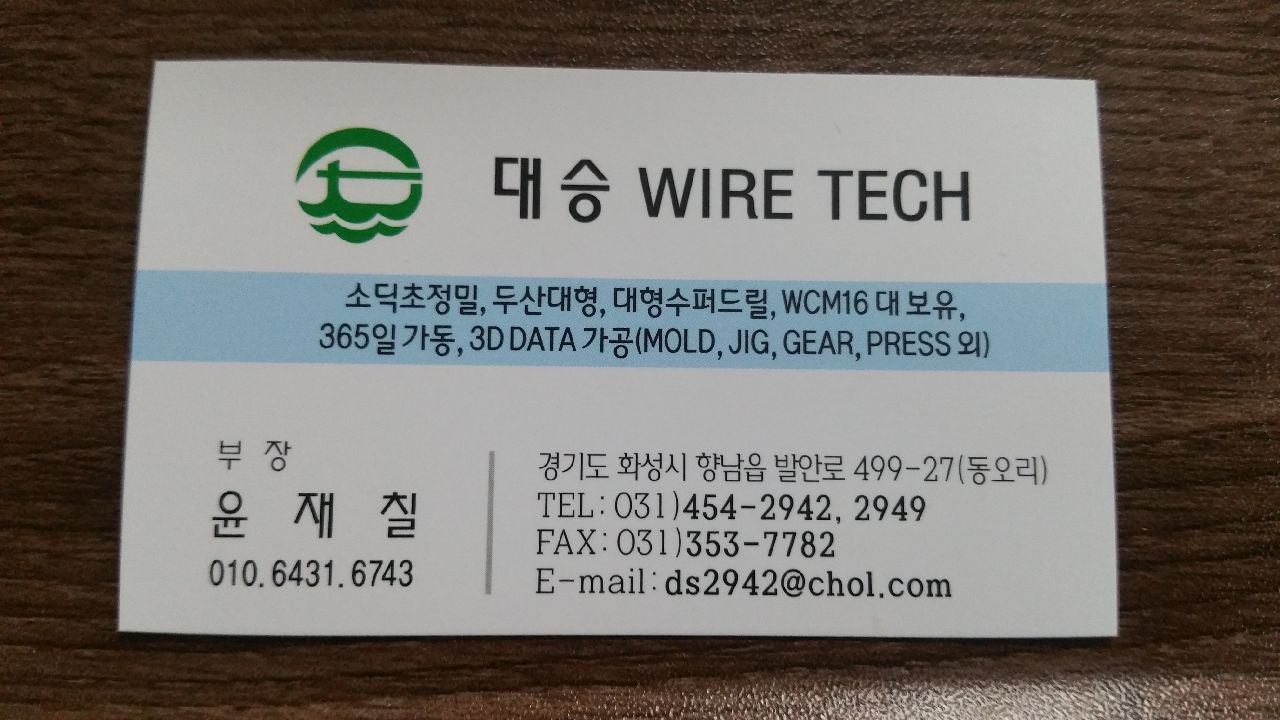 대승 WIRE TECH
소딕초정밀, 두산대형, 대형수퍼드릴, WCM16 대 보유,
365일 가동, 3D DATA 가공(MOLD, JIG, GEAR, PRESS 외)
부 장
윤 재 칠
010.6431.6743
경기도 화성시 향남읍 발안로 499-27(동오리)
TEL: 031)454-2942, 2949
FAX: 031)353-7782
E-mail: ds2942@chol.com